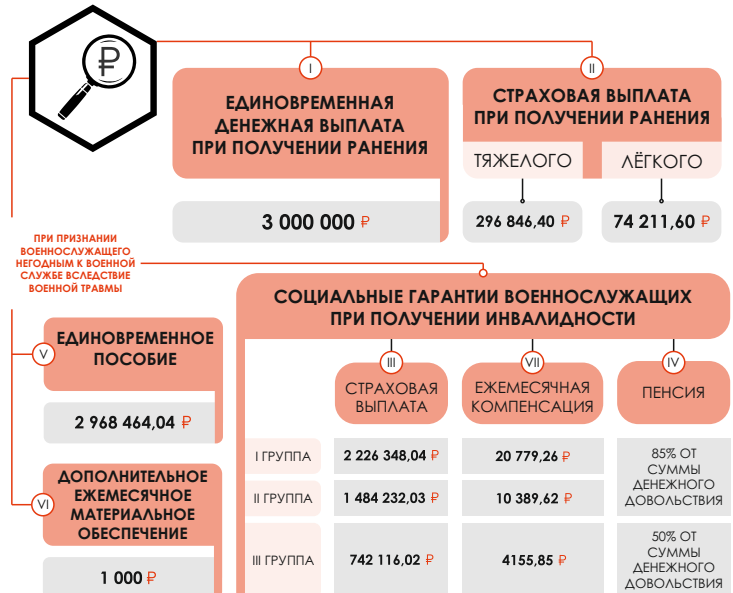 I
ЕДИНОВРЕМЕННАЯ
ДЕНЕЖНАЯ ВЫПЛАТА
ПРИ ПОЛУЧЕНИИ РАНЕНИЯ
3 000 000 ₽
II
СТРАХОВАЯ ВЫПЛАТА
ПРИ ПОЛУЧЕНИИ РАНЕНИЯ
ТЯЖЕЛОГО
ЛЁГКОГО
296 846,40 ₽
74 211,60 ₽
ПРИ ПРИЗНАНИИ
ВОЕННОСЛУЖАЩЕГО
НЕГОДНЫМ К ВОЕННОЙ
СЛУЖБЕ ВСЛЕДСТВИЕ
ВОЕННОЙ ТРАВМЫ
V
ЕДИНОВРЕМЕННОЕ
ПОСОБИЕ
2 968 464,04 ₽
VI
ДОПОЛНИТЕЛЬНОЕ
ЕЖЕМЕСЯЧНОЕ
МАТЕРИАЛЬНОЕ
ОБЕСПЕЧЕНИЕ
1 000 ₽
СОЦИАЛЬНЫЕ ГАРАНТИИ ВОЕННОСЛУЖАЩИХ
ПРИ ПОЛУЧЕНИИ ИНВАЛИДНОСТИ
III
СТРАХОВАЯ
ВЫПЛАТА
VII
ЕЖЕМЕСЯЧНАЯ
КОМПЕНСАЦИЯ
IV
ПЕНСИЯ
I ГРУППА
2 226 348,04 ₽
20 779,26 ₽
II ГРУППА
1 484 232,03 ₽
10 389,62 ₽
85% ОТ
СУММЫ
ДЕНЕЖНОГО
ДОВОЛЬСТВИЯ
III ГРУППА
742 116,02 ₽
4155,85 ₽
50% ОТ
СУММЫ
ДЕНЕЖНОГО
ДОВОЛЬСТВИЯ